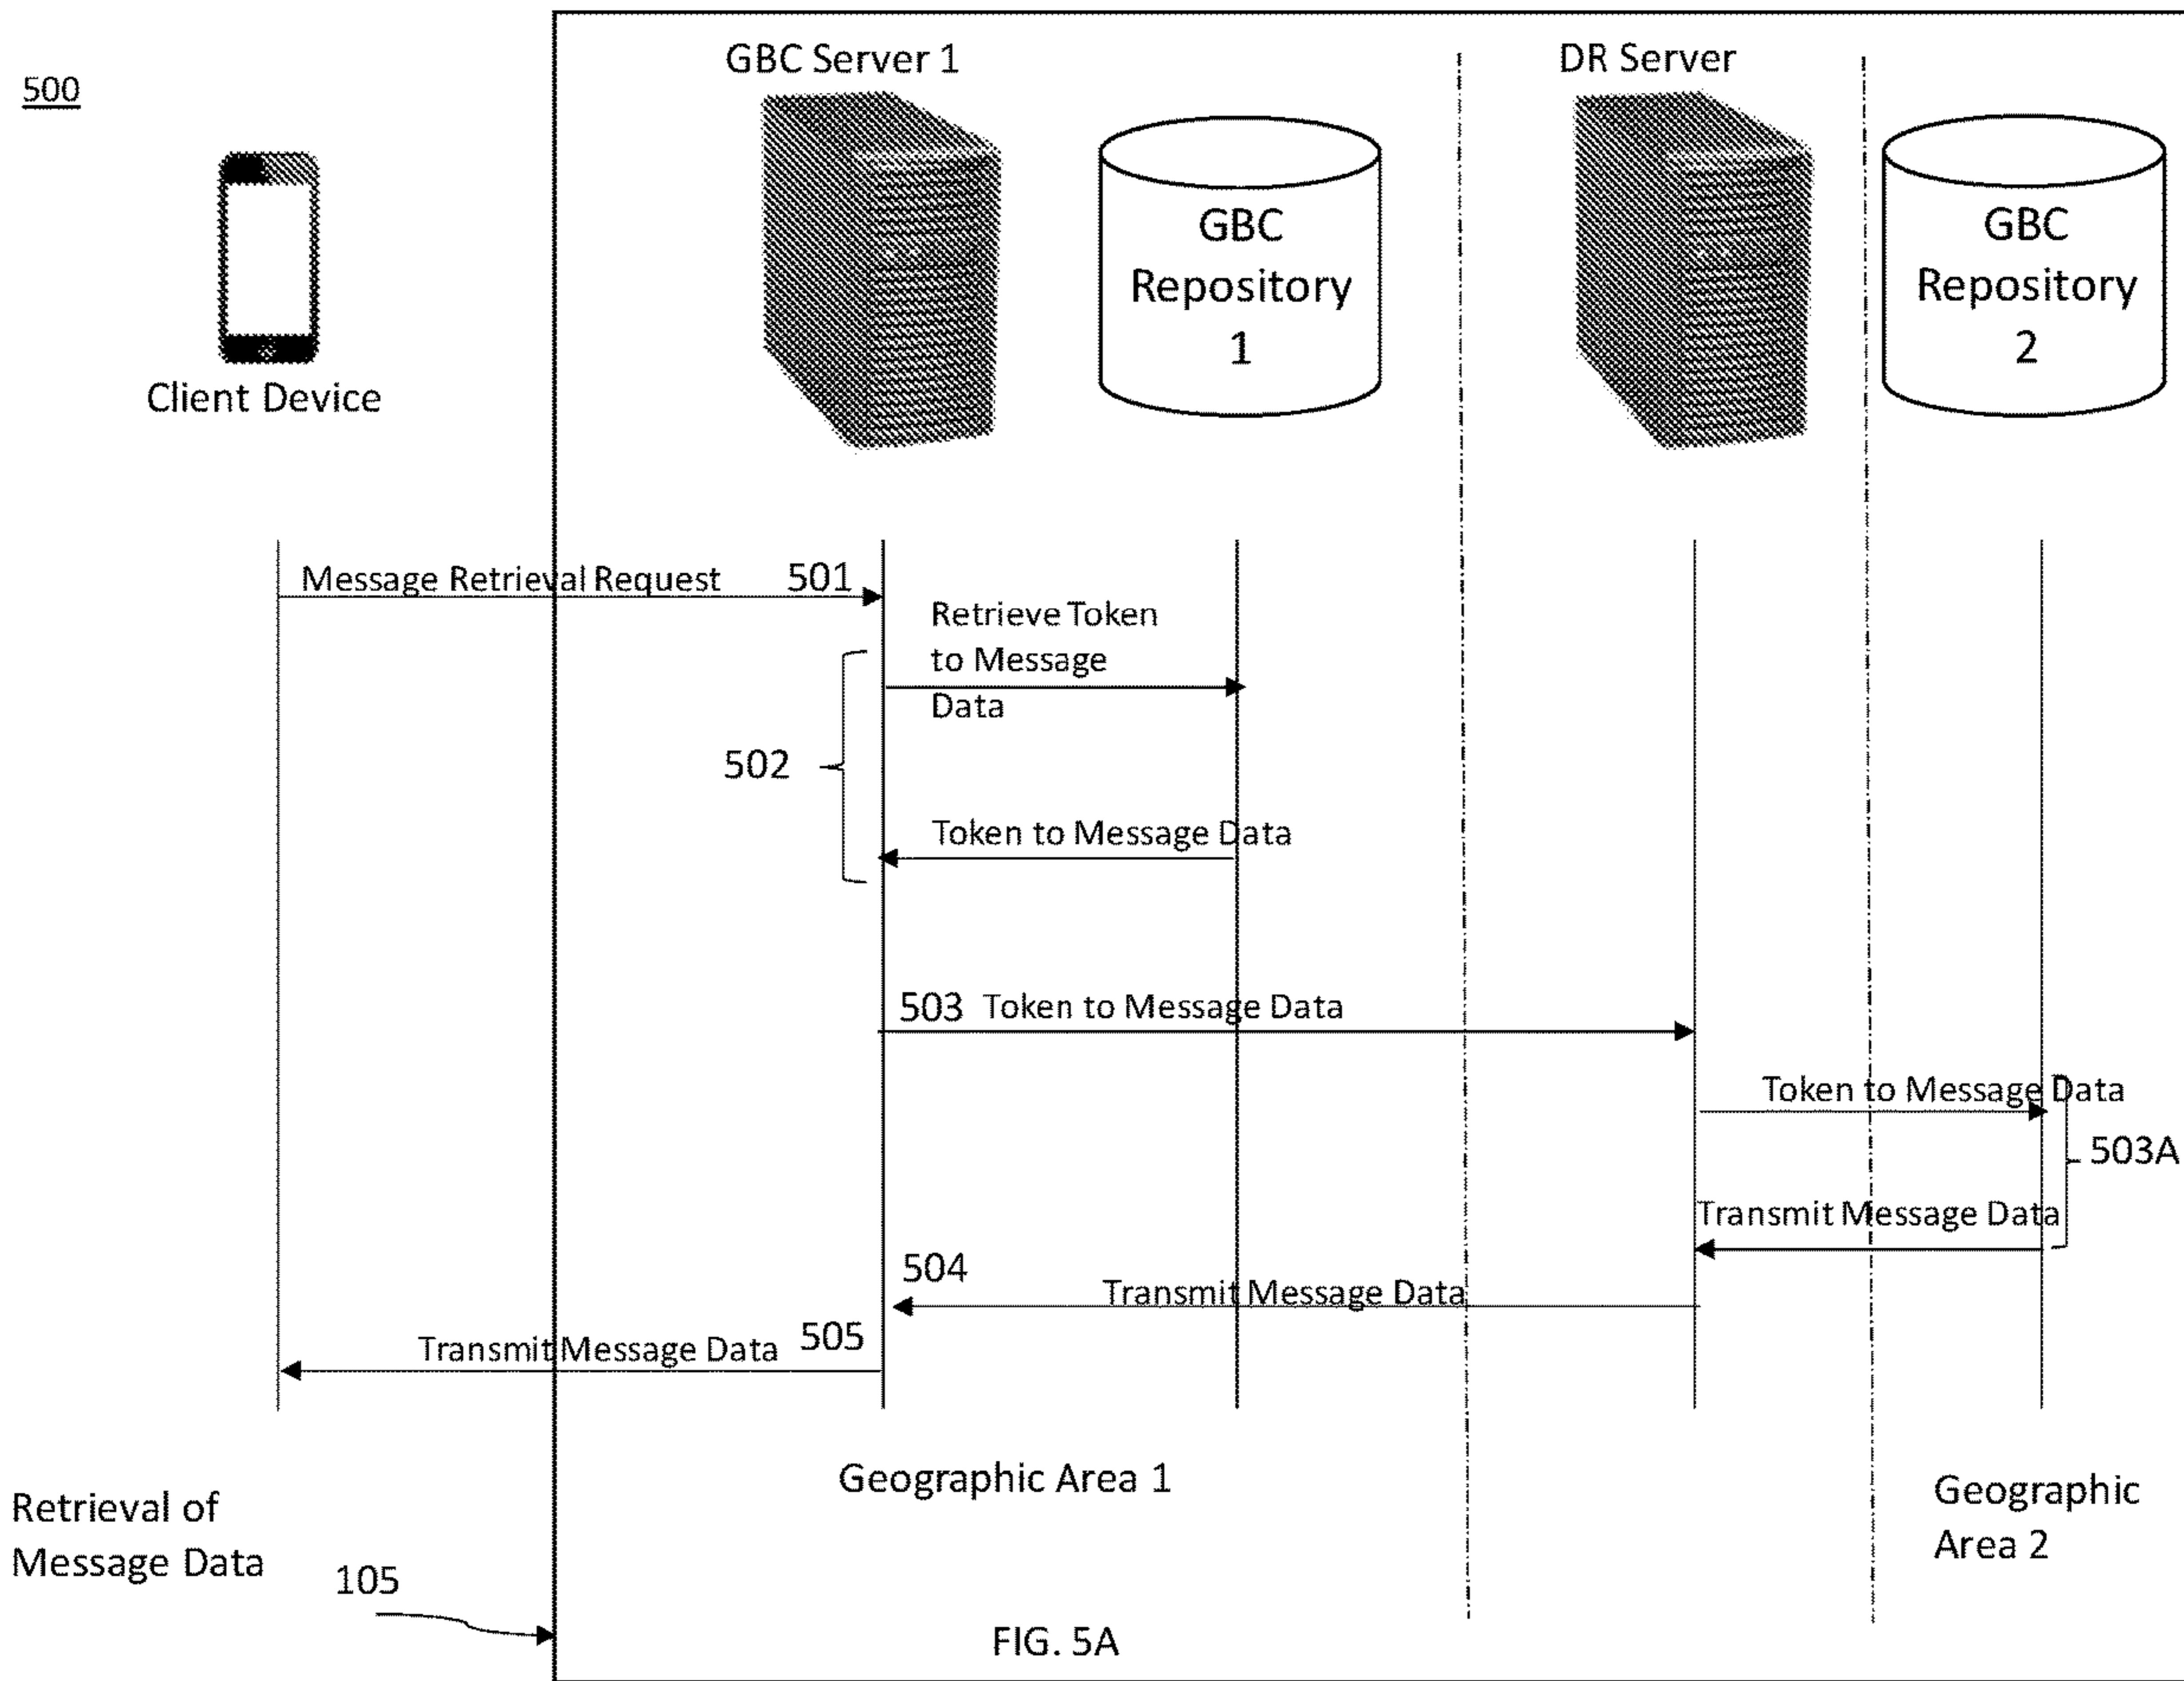 500
GBC Server 1
DR Server
Client Device
GBC
Repository
1
GBC
Repository
2
Message Retrieval Request
501
Retrieve Token
to Message
Data
502
Token to Message Data
503
Token to Message Data
Token to Message Data
503A
Transmit Message Data
504
Transmit Message Data
505
Transmit Message Data
Geographic Area 1
Geographic
Area 2
Retrieval of
Message Data
105
FIG. 5A